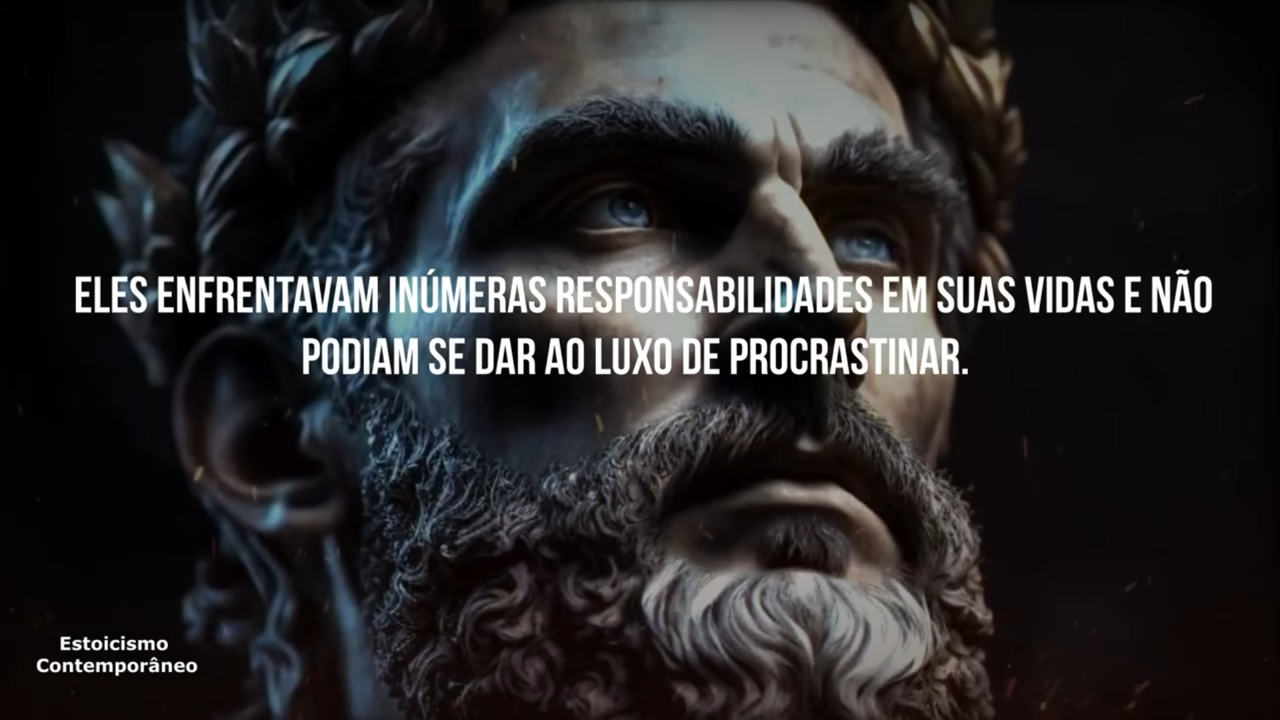 ELES ENFRENTAVAM INÚMERAS RESPONSABILIDADES EM SUAS VIDAS E NÃO
PODIAM SE DAR AO LUXO DE PROCRASTINAR.
Estoicismo
Contemporâneo